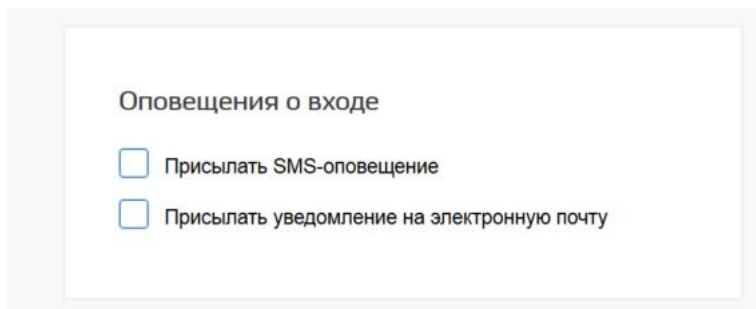 Оповещения о входе
Присылать SMS-оповещение
Присылать уведомление на электронную почту